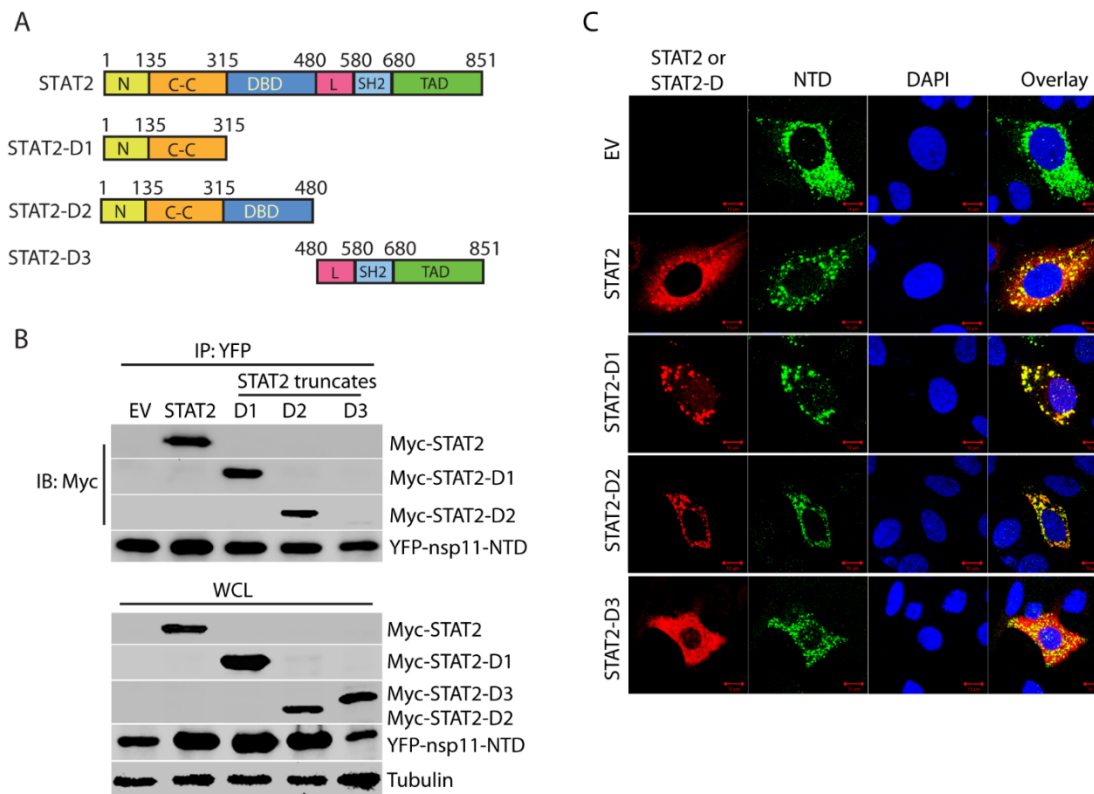 A
1 135 315 480 580 680 851
STAT2 N C-C DBD L SH2 TAD
1 135 315
STAT2-D1 N C-C
1 135 315 480
STAT2-D2 N C-C DBD
STAT2-D3 480 580 680 851
L SH2 TAD
B
IP: YFP
STAT2 truncates
EV STAT2 D1 D2 D3
Myc-STAT2
IB: Myc Myc-STAT2-D1
Myc-STAT2-D2
YFP-nsp11-NTD
WCL
Myc-STAT2
Myc-STAT2-D1
Myc-STAT2-D3
Myc-STAT2-D2
YFP-nsp11-NTD
Tubulin
C
STAT2 or
STAT2-D NTD DAPI Overlay
EV
STAT2
STAT2-D1
STAT2-D2
STAT2-D3